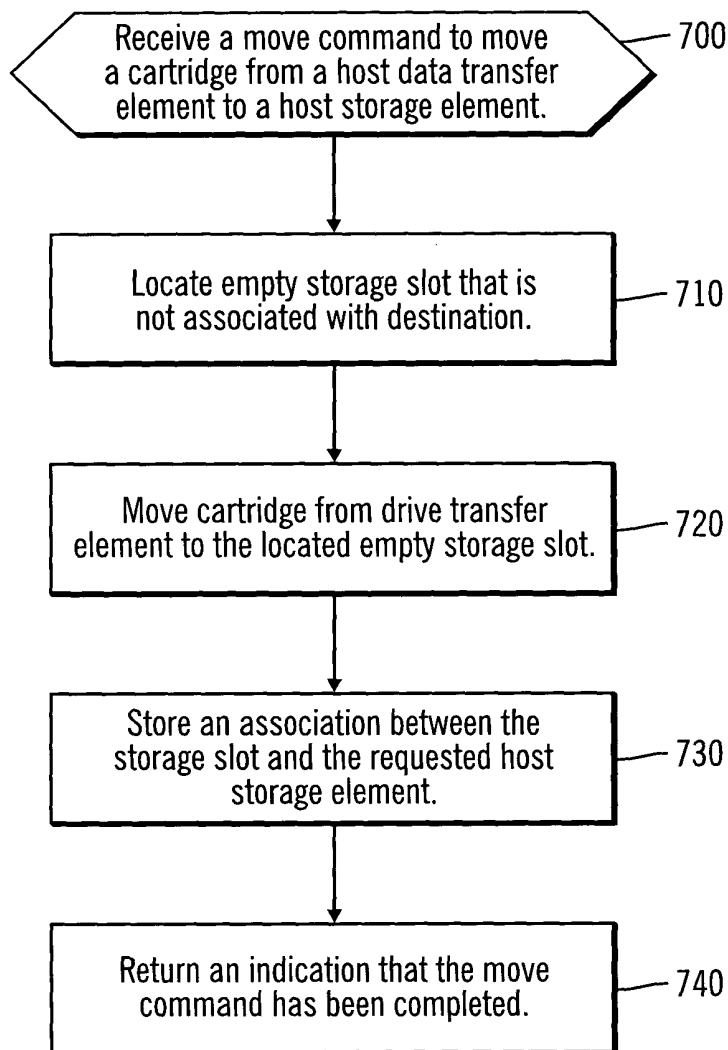 Receive a move command to move
a cartridge from a host data transfer
element to a host storage element.
700
Locate empty storage slot that is
not associated with destination.
710
Move cartridge from drive transfer
element to the located empty storage slot.
720
Store an association between the
storage slot and the requested host
storage element.
730
Return an indication that the move
command has been completed.
740